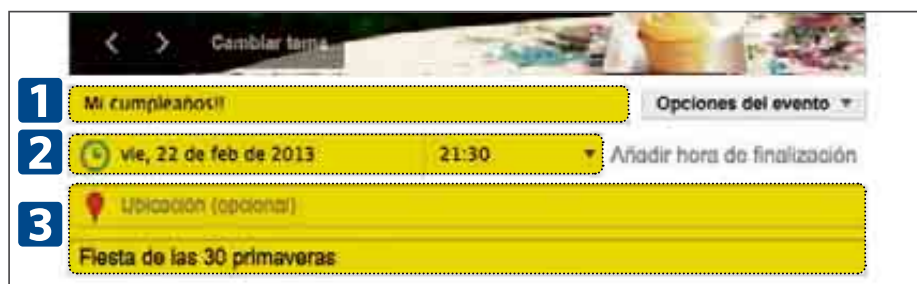 Cambiar tema
1
Mi cumpleaños!!
Opciones del evento
2
vie, 22 de feb de 2013 21:30
Añadir hora de finalización
3
Ubicación (opcional)
Fiesta de las 30 primaveras